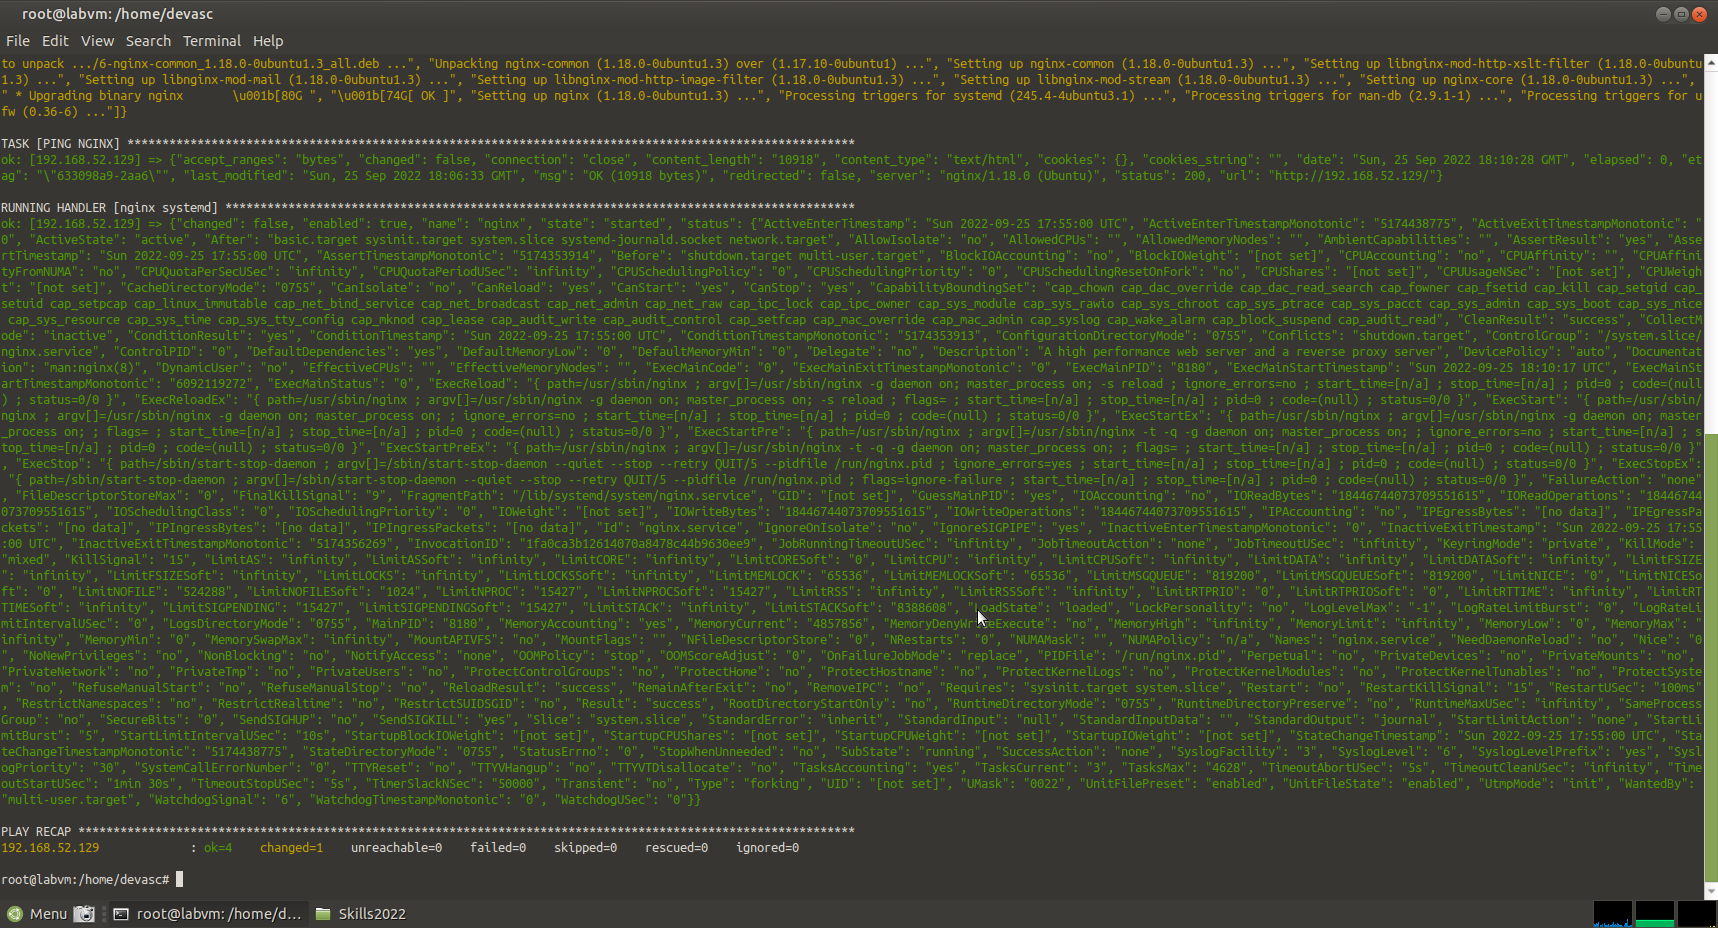 root@labvm: /home/devasc
File Edit View Search Terminal Help
to unpack .../6-nginx-common_1.18.0-0ubuntu1.3_all.deb ...", "Unpacking nginx-common (1.18.0-0ubuntu1.3) over (1.17.10-0ubuntu1) ...", "Setting up nginx-common (1.18.0-0ubuntu1.3) ...", "Setting up libnginx-mod-http-xslt-filter (1.18.0-0ubuntu
1.3) ...", "Setting up libnginx-mod-mail (1.18.0-0ubuntu1.3) ...", "Setting up libnginx-mod-http-image-filter (1.18.0-0ubuntu1.3) ...", "Setting up libnginx-mod-stream (1.18.0-0ubuntu1.3) ...", "Setting up nginx-core (1.18.0-0ubuntu1.3) ...",
" * Upgrading binary nginx       \u001b[80G ", "\u001b[74G[ OK ]", "Setting up nginx (1.18.0-0ubuntu1.3) ...", "Processing triggers for systemd (245.4-4ubuntu3.1) ...", "Processing triggers for man-db (2.9.1-1) ...", "Processing triggers for u
fw (0.36-6) ..."]}
TASK [PING NGINX] ********************************************************************************************************
ok: [192.168.52.129] => {"accept_ranges": "bytes", "changed": false, "connection": "close", "content_length": "10918", "content_type": "text/html", "cookies": {}, "cookies_string": "", "date": "Sun, 25 Sep 2022 18:10:28 GMT", "elapsed": 0, "et
ag": "\"633098a9-2aa6\"", "last_modified": "Sun, 25 Sep 2022 18:06:33 GMT", "msg": "OK (10918 bytes)", "redirected": false, "server": "nginx/1.18.0 (Ubuntu)", "status": 200, "url": "http://192.168.52.129/"}
RUNNING HANDLER [nginx systemd] ******************************************************************************************
ok: [192.168.52.129] => {"changed": false, "enabled": true, "name": "nginx", "state": "started", "status": {"ActiveEnterTimestamp": "Sun 2022-09-25 17:55:00 UTC", "ActiveEnterTimestampMonotonic": "5174438775", "ActiveExitTimestampMonotonic": "
0", "ActiveState": "active", "After": "basic.target sysinit.target system.slice systemd-journald.socket network.target", "AllowIsolate": "no", "AllowedCPUs": "", "AllowedMemoryNodes": "", "AmbientCapabilities": "", "AssertResult": "yes", "Asse
rtTimestamp": "Sun 2022-09-25 17:55:00 UTC", "AssertTimestampMonotonic": "5174353914", "Before": "shutdown.target multi-user.target", "BlockIOAccounting": "no", "BlockIOWeight": "[not set]", "CPUAccounting": "no", "CPUAffinity": "", "CPUAffini
tyFromNUMA": "no", "CPUQuotaPerSecUSec": "infinity", "CPUQuotaPeriodUSec": "infinity", "CPUSchedulingPolicy": "0", "CPUSchedulingPriority": "0", "CPUSchedulingResetOnFork": "no", "CPUShares": "[not set]", "CPUUsageNSec": "[not set]", "CPUWeigh
t": "[not set]", "CacheDirectoryMode": "0755", "CanIsolate": "no", "CanReload": "yes", "CanStart": "yes", "CanStop": "yes", "CapabilityBoundingSet": "cap_chown cap_dac_override cap_dac_read_search cap_fowner cap_fsetid cap_kill cap_setgid cap_
setuid cap_setpcap cap_linux_immutable cap_net_bind_service cap_net_broadcast cap_net_admin cap_net_raw cap_ipc_lock cap_ipc_owner cap_sys_module cap_sys_rawio cap_sys_chroot cap_sys_ptrace cap_sys_pacct cap_sys_admin cap_sys_boot cap_sys_nice
 cap_sys_resource cap_sys_time cap_sys_tty_config cap_mknod cap_lease cap_audit_write cap_audit_control cap_setfcap cap_mac_override cap_mac_admin cap_syslog cap_wake_alarm cap_block_suspend cap_audit_read", "CleanResult": "success", "CollectM
ode": "inactive", "ConditionResult": "yes", "ConditionTimestamp": "Sun 2022-09-25 17:55:00 UTC", "ConditionTimestampMonotonic": "5174353913", "ConfigurationDirectoryMode": "0755", "Conflicts": "shutdown.target", "ControlGroup": "/system.slice/
nginx.service", "ControlPID": "0", "DefaultDependencies": "yes", "DefaultMemoryLow": "0", "DefaultMemoryMin": "0", "Delegate": "no", "Description": "A high performance web server and a reverse proxy server", "DevicePolicy": "auto", "Documentat
ion": "man:nginx(8)", "DynamicUser": "no", "EffectiveCPUs": "", "EffectiveMemoryNodes": "", "ExecMainCode": "0", "ExecMainExitTimestampMonotonic": "0", "ExecMainPID": "8180", "ExecMainStartTimestamp": "Sun 2022-09-25 18:10:17 UTC", "ExecMainSt
artTimestampMonotonic": "6092119272", "ExecMainStatus": "0", "ExecReload": "{ path=/usr/sbin/nginx ; argv[]=/usr/sbin/nginx -g daemon on; master_process on; -s reload ; ignore_errors=no ; start_time=[n/a] ; stop_time=[n/a] ; pid=0 ; code=(null
) ; status=0/0 }", "ExecReloadEx": "{ path=/usr/sbin/nginx ; argv[]=/usr/sbin/nginx -g daemon on; master_process on; -s reload ; flags= ; start_time=[n/a] ; stop_time=[n/a] ; pid=0 ; code=(null) ; status=0/0 }", "ExecStart": "{ path=/usr/sbin/
nginx ; argv[]=/usr/sbin/nginx -g daemon on; master_process on; ; ignore_errors=no ; start_time=[n/a] ; stop_time=[n/a] ; pid=0 ; code=(null) ; status=0/0 }", "ExecStartEx": "{ path=/usr/sbin/nginx ; argv[]=/usr/sbin/nginx -g daemon on; master
_process on; ; flags= ; start_time=[n/a] ; stop_time=[n/a] ; pid=0 ; code=(null) ; status=0/0 }", "ExecStartPre": "{ path=/usr/sbin/nginx ; argv[]=/usr/sbin/nginx -t -q -g daemon on; master_process on; ; ignore_errors=no ; start_time=[n/a] ; s
top_time=[n/a] ; pid=0 ; code=(null) ; status=0/0 }", "ExecStartPreEx": "{ path=/usr/sbin/nginx ; argv[]=/usr/sbin/nginx -t -q -g daemon on; master_process on; ; flags= ; start_time=[n/a] ; stop_time=[n/a] ; pid=0 ; code=(null) ; status=0/0 }"
, "ExecStop": "{ path=/sbin/start-stop-daemon ; argv[]=/sbin/start-stop-daemon --quiet --stop --retry QUIT/5 --pidfile /run/nginx.pid ; ignore_errors=yes ; start_time=[n/a] ; stop_time=[n/a] ; pid=0 ; code=(null) ; status=0/0 }", "ExecStopEx":
 "{ path=/sbin/start-stop-daemon ; argv[]=/sbin/start-stop-daemon --quiet --stop --retry QUIT/5 --pidfile /run/nginx.pid ; flags=ignore-failure ; start_time=[n/a] ; stop_time=[n/a] ; pid=0 ; code=(null) ; status=0/0 }", "FailureAction": "none"
, "FileDescriptorStoreMax": "0", "FinalKillSignal": "9", "FragmentPath": "/lib/systemd/system/nginx.service", "GID": "[not set]", "GuessMainPID": "yes", "IOAccounting": "no", "IOReadBytes": "18446744073709551615", "IOReadOperations": "18446744
073709551615", "IOSchedulingClass": "0", "IOSchedulingPriority": "0", "IOWeight": "[not set]", "IOWriteBytes": "18446744073709551615", "IOWriteOperations": "18446744073709551615", "IPAccounting": "no", "IPEgressBytes": "[no data]", "IPEgressPa
ckets": "[no data]", "IPIngressBytes": "[no data]", "IPIngressPackets": "[no data]", "Id": "nginx.service", "IgnoreOnIsolate": "no", "IgnoreSIGPIPE": "yes", "InactiveEnterTimestampMonotonic": "0", "InactiveExitTimestamp": "Sun 2022-09-25 17:55
:00 UTC", "InactiveExitTimestampMonotonic": "5174356269", "InvocationID": "1fa0ca3b12614070a8478c44b9630ee9", "JobRunningTimeoutUSec": "infinity", "JobTimeoutAction": "none", "JobTimeoutUSec": "infinity", "KeyringMode": "private", "KillMode":
"mixed", "KillSignal": "15", "LimitAS": "infinity", "LimitASSoft": "infinity", "LimitCORE": "infinity", "LimitCORESoft": "0", "LimitCPU": "infinity", "LimitCPUSoft": "infinity", "LimitDATA": "infinity", "LimitDATASoft": "infinity", "LimitFSIZE
": "infinity", "LimitFSIZESoft": "infinity", "LimitLOCKS": "infinity", "LimitLOCKSSoft": "infinity", "LimitMEMLOCK": "65536", "LimitMEMLOCKSoft": "65536", "LimitMSGQUEUE": "819200", "LimitMSGQUEUESoft": "819200", "LimitNICE": "0", "LimitNICESo
ft": "0", "LimitNOFILE": "524288", "LimitNOFILESoft": "1024", "LimitNPROC": "15427", "LimitNPROCSoft": "15427", "LimitRSS": "infinity", "LimitRSSSoft": "infinity", "LimitRTPRIO": "0", "LimitRTPRIOSoft": "0", "LimitRTTIME": "infinity", "LimitRT
TIMESoft": "infinity", "LimitSIGPENDING": "15427", "LimitSIGPENDINGSoft": "15427", "LimitSTACK": "infinity", "LimitSTACKSoft": "8388608", "LoadState": "loaded", "LockPersonality": "no", "LogLevelMax": "-1", "LogRateLimitBurst": "0", "LogRateLi
mitIntervalUSec": "0", "LogsDirectoryMode": "0755", "MainPID": "8180", "MemoryAccounting": "yes", "MemoryCurrent": "4857856", "MemoryDenyWriteExecute": "no", "MemoryHigh": "infinity", "MemoryLimit": "infinity", "MemoryLow": "0", "MemoryMax": "
infinity", "MemoryMin": "0", "MemorySwapMax": "infinity", "MountAPIVFS": "no", "MountFlags": "", "NFileDescriptorStore": "0", "NRestarts": "0", "NUMAMask": "", "NUMAPolicy": "n/a", "Names": "nginx.service", "NeedDaemonReload": "no", "Nice": "0
", "NoNewPrivileges": "no", "NonBlocking": "no", "NotifyAccess": "none", "OOMPolicy": "stop", "OOMScoreAdjust": "0", "OnFailureJobMode": "replace", "PIDFile": "/run/nginx.pid", "Perpetual": "no", "PrivateDevices": "no", "PrivateMounts": "no",
"PrivateNetwork": "no", "PrivateTmp": "no", "PrivateUsers": "no", "ProtectControlGroups": "no", "ProtectHome": "no", "ProtectHostname": "no", "ProtectKernelLogs": "no", "ProtectKernelModules": "no", "ProtectKernelTunables": "no", "ProtectSyste
m": "no", "RefuseManualStart": "no", "RefuseManualStop": "no", "ReloadResult": "success", "RemainAfterExit": "no", "RemoveIPC": "no", "Requires": "sysinit.target system.slice", "Restart": "no", "RestartKillSignal": "15", "RestartUSec": "100ms"
, "RestrictNamespaces": "no", "RestrictRealtime": "no", "RestrictSUIDSGID": "no", "Result": "success", "RootDirectoryStartOnly": "no", "RuntimeDirectoryMode": "0755", "RuntimeDirectoryPreserve": "no", "RuntimeMaxUSec": "infinity", "SameProcess
Group": "no", "SecureBits": "0", "SendSIGHUP": "no", "SendSIGKILL": "yes", "Slice": "system.slice", "StandardError": "inherit", "StandardInput": "null", "StandardInputData": "", "StandardOutput": "journal", "StartLimitAction": "none", "StartLi
mitBurst": "5", "StartLimitIntervalUSec": "10s", "StartupBlockIOWeight": "[not set]", "StartupCPUShares": "[not set]", "StartupCPUWeight": "[not set]", "StartupIOWeight": "[not set]", "StateChangeTimestamp": "Sun 2022-09-25 17:55:00 UTC", "Sta
teChangeTimestampMonotonic": "5174438775", "StateDirectoryMode": "0755", "StatusErrno": "0", "StopWhenUnneeded": "no", "SubState": "running", "SuccessAction": "none", "SyslogFacility": "3", "SyslogLevel": "6", "SyslogLevelPrefix": "yes", "Sysl
ogPriority": "30", "SystemCallErrorNumber": "0", "TTYReset": "no", "TTYVHangup": "no", "TTYVTDisallocate": "no", "TasksAccounting": "yes", "TasksCurrent": "3", "TasksMax": "4628", "TimeoutAbortUSec": "5s", "TimeoutCleanUSec": "infinity", "Time
outStartUSec": "1min 30s", "TimeoutStopUSec": "5s", "TimerSlackNSec": "50000", "Transient": "no", "Type": "forking", "UID": "[not set]", "UMask": "0022", "UnitFilePreset": "enabled", "UnitFileState": "enabled", "UtmpMode": "init", "WantedBy":
"multi-user.target", "WatchdogSignal": "6", "WatchdogTimestampMonotonic": "0", "WatchdogUSec": "0"}}
PLAY RECAP ***************************************************************************************************************
192.168.52.129             : ok=4    changed=1    unreachable=0    failed=0    skipped=0    rescued=0    ignored=0
root@labvm:/home/devasc#
Menu root@labvm: /home/d... Skills2022